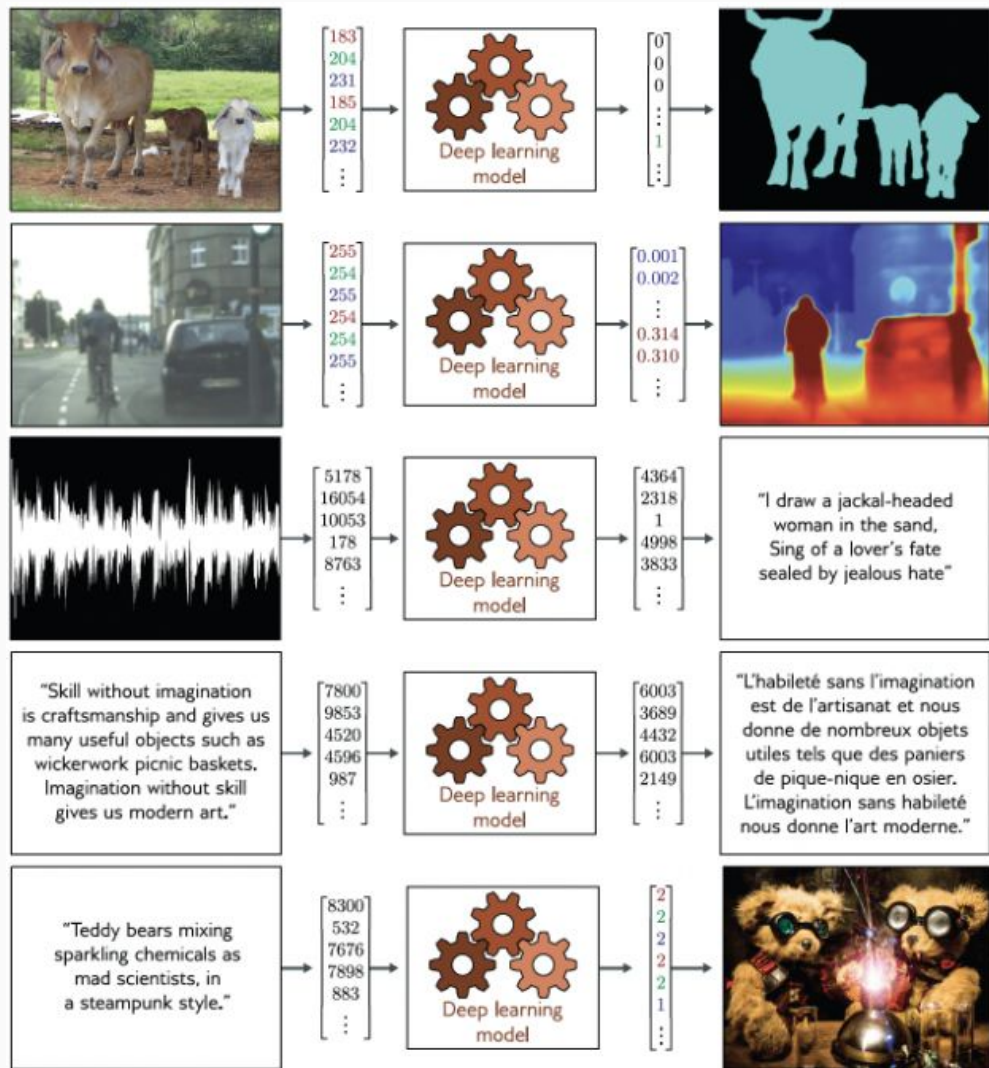 183
204
231
185
204
232
⋮
Deep learning
model
0
0
0
⋮
1
⋮
255
254
255
254
254
255
⋮
Deep learning
model
0.001
0.002
⋮
0.314
0.310
⋮
5178
16054
10053
178
8763
⋮
Deep learning
model
4364
2318
1
4998
3833
⋮
“I draw a jackal-headed
woman in the sand,
Sing of a lover’s fate
sealed by jealous hate”
“Skill without imagination
is craftsmanship and gives us
many useful objects such as
wickerwork picnic baskets.
Imagination without skill
gives us modern art.”
7800
9853
4520
4596
987
⋮
Deep learning
model
6003
3689
4432
6003
2149
⋮
“L’habileté sans l’imagination
est de l’artisanat et nous
donne de nombreux objets
utiles tels que des paniers
de pique-nique en osier.
L’imagination sans habileté
nous donne l’art moderne.”
“Teddy bears mixing
sparkling chemicals as
mad scientists, in
a steampunk style.”
8300
532
7676
7898
883
⋮
Deep learning
model
2
2
2
2
2
1
⋮